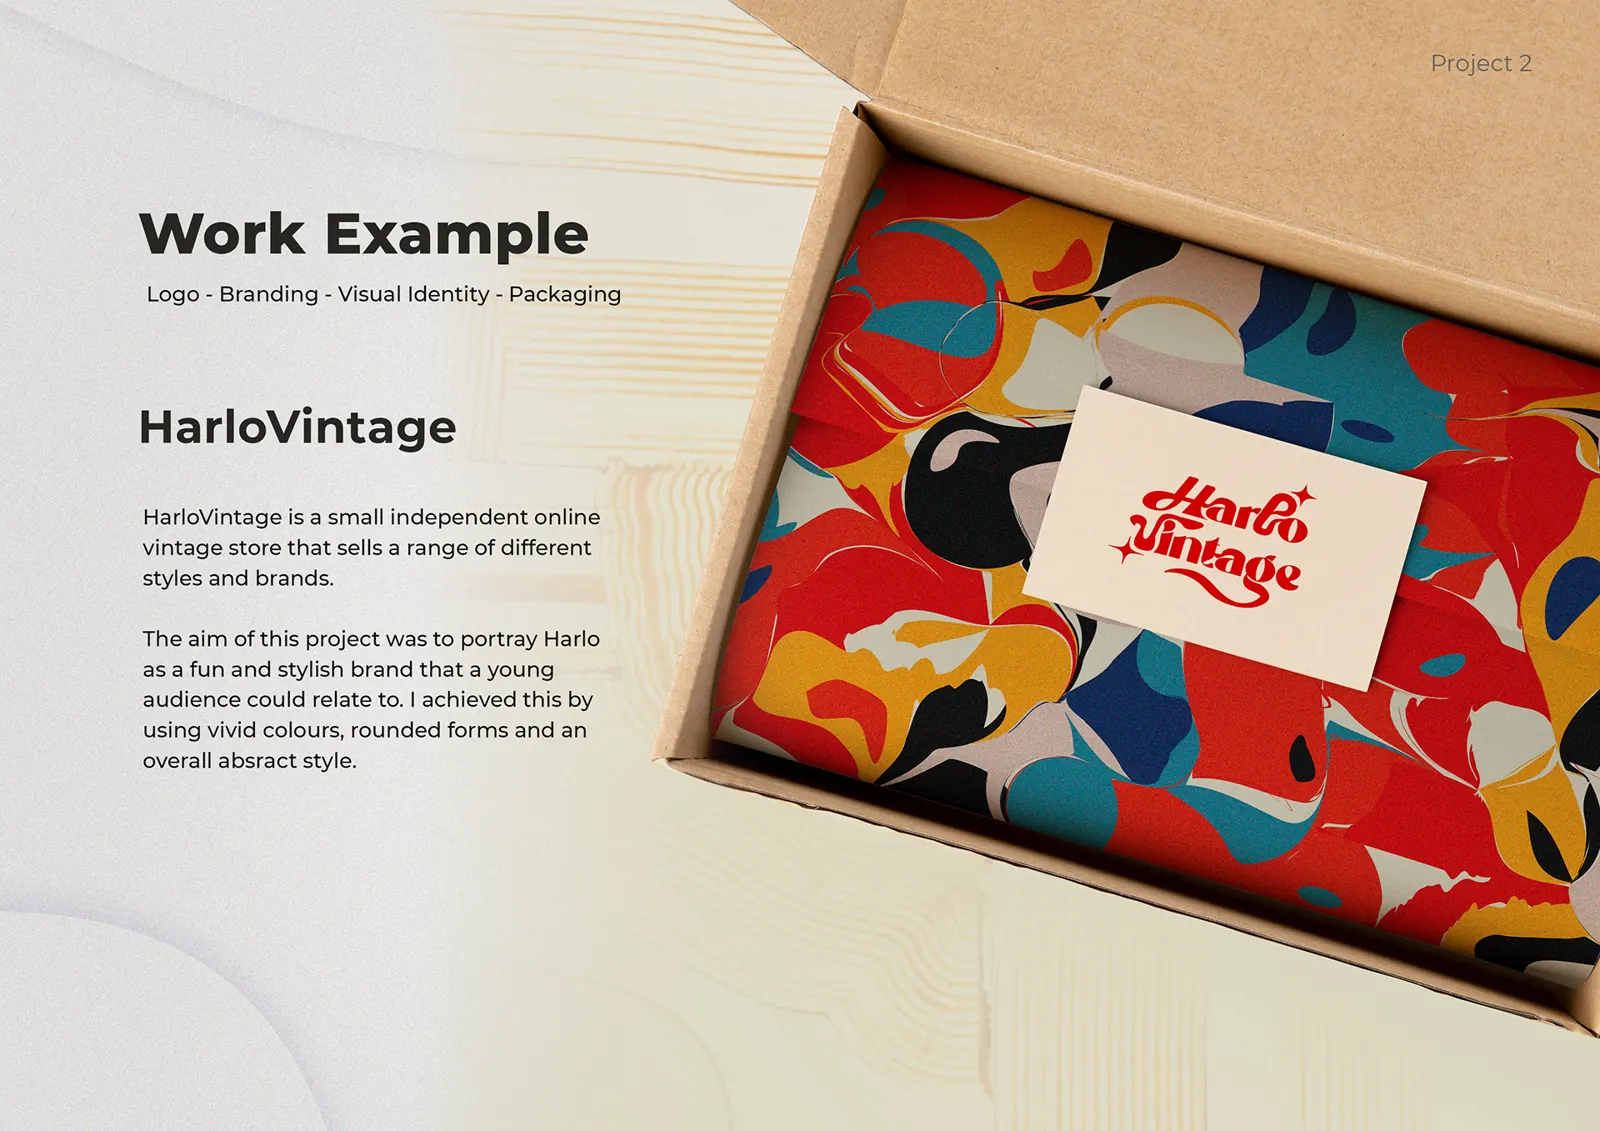 Project 2
Work Example
Logo - Branding - Visual Identity - Packaging
HarloVintage
HarloVintage is a small independent online
vintage store that sells a range of different
styles and brands.
The aim of this project was to portray Harlo
as a fun and stylish brand that a young
audience could relate to. I achieved this by
using vivid colours, rounded forms and an
overall absract style.
Harlo
Vintage